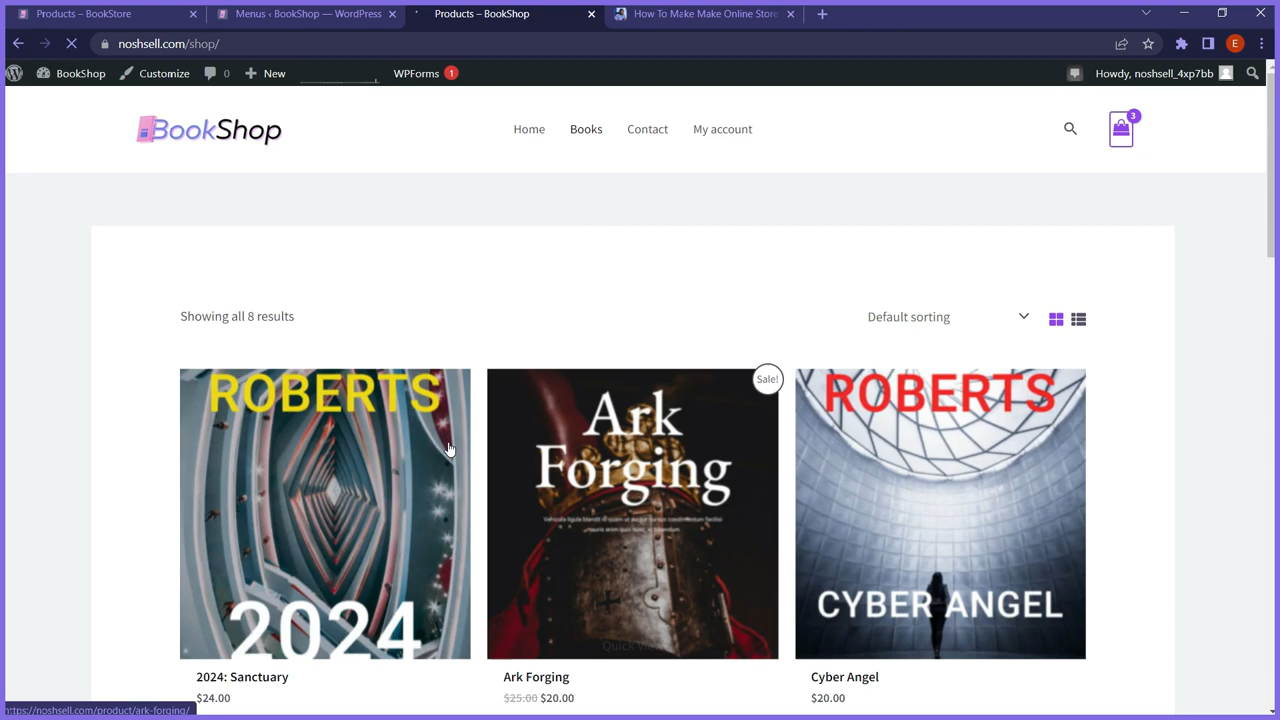 Products – BookStore
Menus ‹ BookShop — WordPress
Products – BookShop
How To Make Make Online Store
noshsell.com/shop/
E
BookShop
Customize
0
New
WPForms 1
Howdy, noshsell_4xp7bb
BookShop
Home
Books
Contact
My account
3
Showing all 8 results
Default sorting
ROBERTS
2024
Sale!
Ark
Forging
Quick View
ROBERTS
CYBER ANGEL
2024: Sanctuary
$24.00
Ark Forging
$25.00 $20.00
Cyber Angel
$20.00
https://noshsell.com/product/ark-forging/